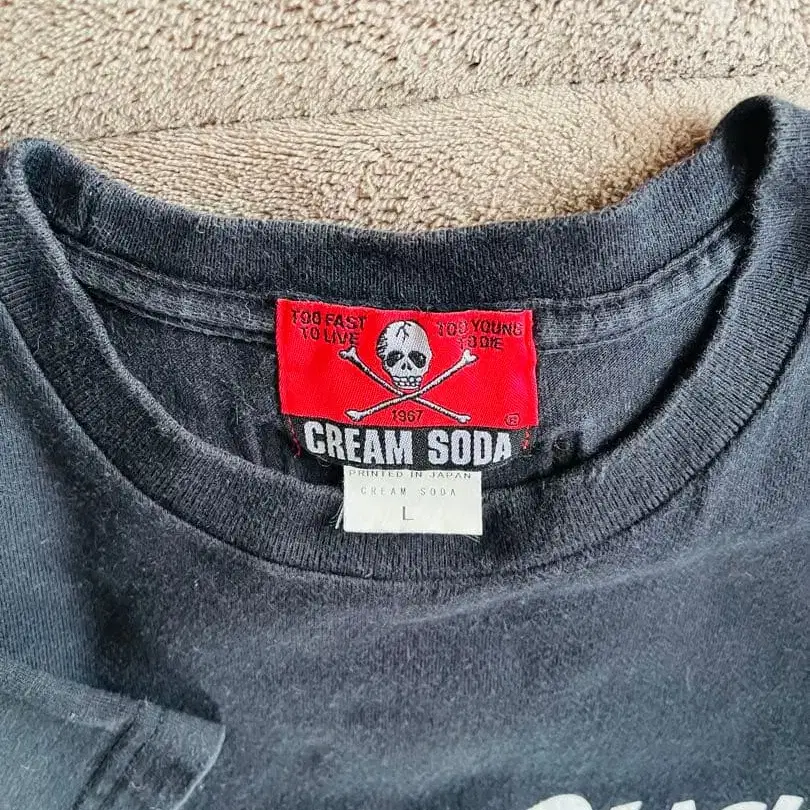 TOO FAST TOO YOUNG
TO LIVE TO DIE
1967
®
CREAM SODA
PRINTED IN JAPAN
CREAM SODA
L